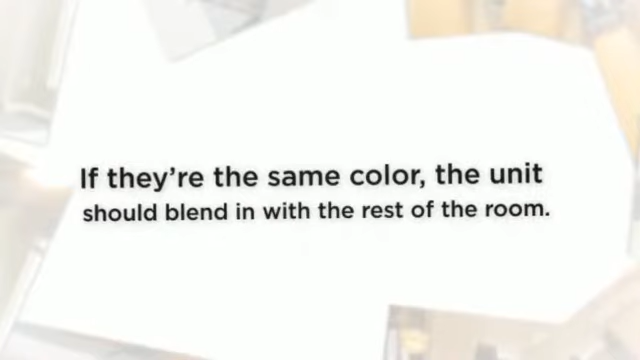 If they're the same color, the unit
should blend in with the rest of the room.